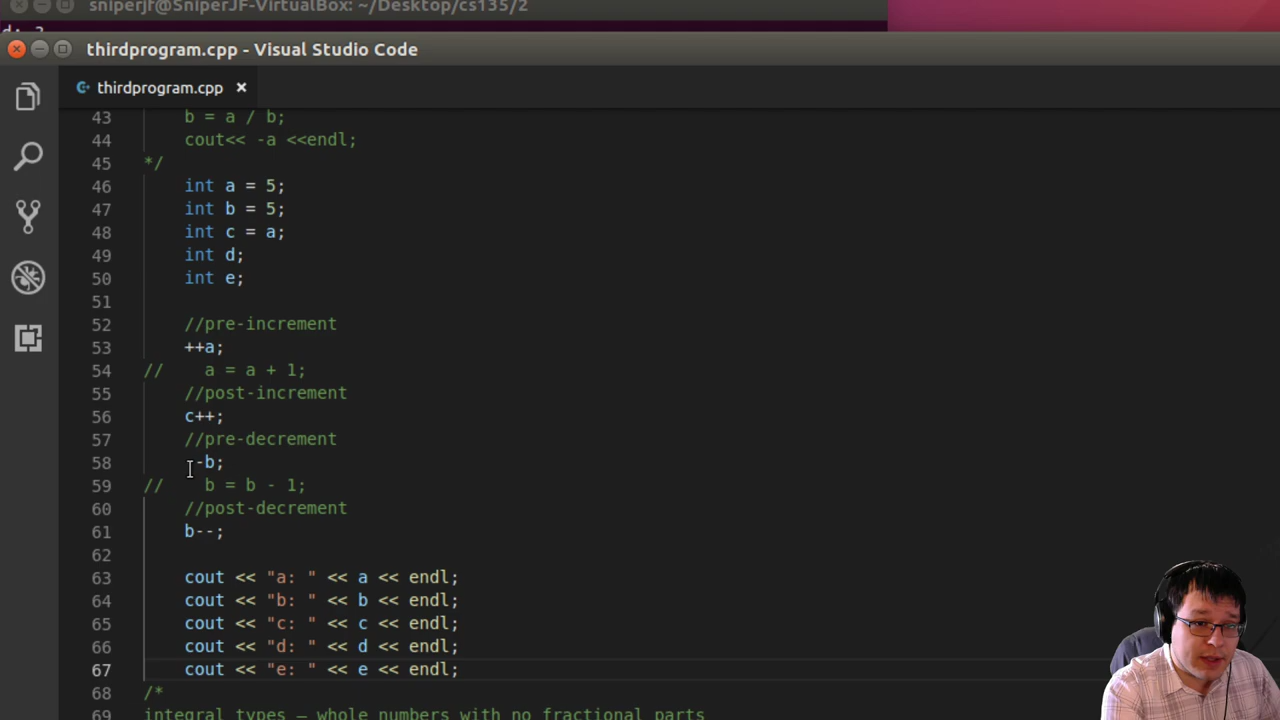 sniperjf@SniperJF-VirtualBox: ~/Desktop/cs135/2
thirdprogram.cpp - Visual Studio Code
thirdprogram.cpp
43 b = a / b;
44 cout<< -a <<endl;
45 */
46 int a = 5;
47 int b = 5;
48 int c = a;
49 int d;
50 int e;
51
52 //pre-increment
53 ++a;
54 // a = a + 1;
55 //post-increment
56 c++;
57 //pre-decrement
58 --b;
59 // b = b - 1;
60 //post-decrement
61 b--;
62
63 cout << "a: " << a << endl;
64 cout << "b: " << b << endl;
65 cout << "c: " << c << endl;
66 cout << "d: " << d << endl;
67 cout << "e: " << e << endl;
68 /*
69 integral types – whole numbers with no fractional parts